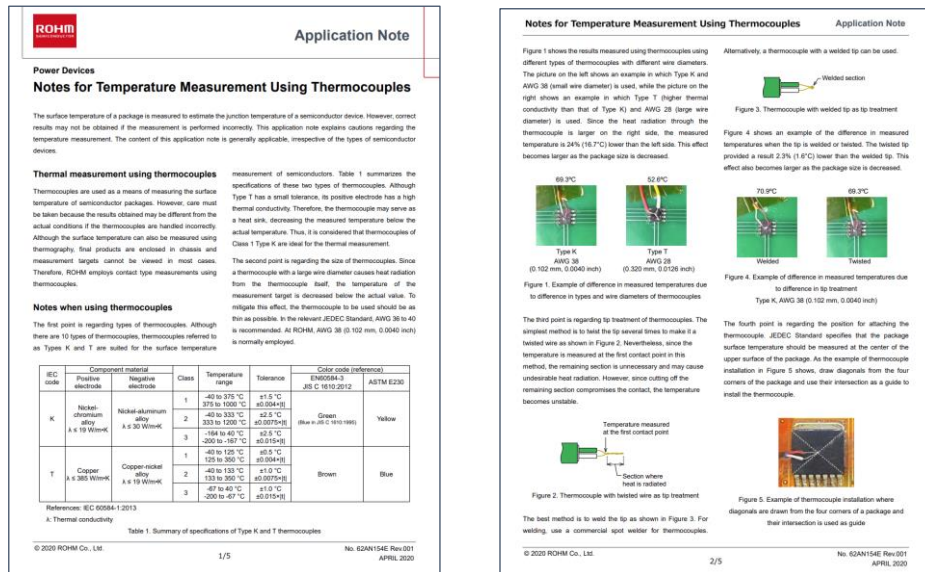 ROHM
SEMICONDUCTOR
Application Note
Power Devices
Notes for Temperature Measurement Using Thermocouples
The surface temperature of a package is measured to estimate the junction temperature of a semiconductor device. However, correct
results may not be obtained if the measurement is performed incorrectly. This application note explains cautions regarding the
temperature measurement. The content of this application note is generally applicable, irrespective of the types of semiconductor
devices.
Thermal measurement using thermocouples
Thermocouples are used as a means of measuring the surface
temperature of semiconductor packages. However, care must
be taken because the results obtained may be different from the
actual conditions if the thermocouples are handled incorrectly.
Although the surface temperature can also be measured using
thermography, final products are enclosed in chassis and
measurement targets cannot be viewed in most cases.
Therefore, ROHM employs contact type measurements using
thermocouples.
Notes when using thermocouples
The first point is regarding types of thermocouples. Although
there are 10 types of thermocouples, thermocouples referred to
as Types K and T are suited for the surface temperature
measurement of semiconductors. Table 1 summarizes the
specifications of these two types of thermocouples. Although
Type T has a small tolerance, its positive electrode has a high
thermal conductivity. Therefore, the thermocouple may serve as
a heat sink, decreasing the measured temperature below the
actual temperature. Thus, it is considered that thermocouples of
Class 1 Type K are ideal for the thermal measurement.
The second point is regarding the size of thermocouples. Since
a thermocouple with a large wire diameter causes heat radiation
from the thermocouple itself, the temperature of the
measurement target is decreased below the actual value. To
mitigate this effect, the thermocouple to be used should be as
thin as possible. In the relevant JEDEC Standard, AWG 36 to 40
is recommended. At ROHM, AWG 38 (0.102 mm, 0.0040 inch)
is normally employed.
IEC code Component material Class Temperature range Tolerance Color code (reference)
Positive electrode Negative electrode EN60584-3 JIS C 1610:2012 ASTM E230
K Nickel-chromium alloy λ ≤ 19 W/m•K Nickel-aluminum alloy λ ≤ 30 W/m•K Green (Blue in JIS C 1610:1995) Yellow
1 -40 to 375 °C ±1.5 °C
375 to 1000 °C ±0.004×|t|
2 -40 to 333 °C ±2.5 °C
333 to 1200 °C ±0.0075×|t|
3 -164 to 40 °C ±2.5 °C
-200 to -167 °C ±0.015×|t|
T Copper λ ≤ 385 W/m•K Copper-nickel alloy λ ≤ 19 W/m•K Brown Blue
1 -40 to 125 °C ±0.5 °C
125 to 350 °C ±0.004×|t|
2 -40 to 133 °C ±1.0 °C
133 to 350 °C ±0.0075×|t|
3 -67 to 40 °C ±1.0 °C
-200 to -67 °C ±0.015×|t|
References: IEC 60584-1:2013
λ: Thermal conductivity
Table 1. Summary of specifications of Type K and T thermocouples
© 2020 ROHM Co., Ltd.
1/5
No. 62AN154E Rev.001
APRIL 2020
Notes for Temperature Measurement Using Thermocouples
Application Note
Figure 1 shows the results measured using thermocouples using
different types of thermocouples with different wire diameters.
The picture on the left shows an example in which Type K and
AWG 38 (small wire diameter) is used, while the picture on the
right shows an example in which Type T (higher thermal
conductivity than that of Type K) and AWG 28 (large wire
diameter) is used. Since the heat radiation through the
thermocouple is larger on the right side, the measured
temperature is 24% (16.7°C) lower than the left side. This effect
becomes larger as the package size is decreased.
69.3ºC
52.6ºC
Type K
AWG 38
(0.102 mm, 0.0040 inch)
Type T
AWG 28
(0.320 mm, 0.0126 inch)
Figure 1. Example of difference in measured temperatures due
to difference in types and wire diameters of thermocouples
The third point is regarding tip treatment of thermocouples. The
simplest method is to twist the tip several times to make it a
twisted wire as shown in Figure 2. Nevertheless, since the
temperature is measured at the first contact point in this
method, the remaining section is unnecessary and may cause
undesirable heat radiation. However, since cutting off the
remaining section compromises the contact, the temperature
becomes unstable.
Temperature measured
at the first contact point
Section where
heat is radiated
Figure 2. Thermocouple with twisted wire as tip treatment
The best method is to weld the tip as shown in Figure 3. For
welding, use a commercial spot welder for thermocouples.
Alternatively, a thermocouple with a welded tip can be used.
Welded section
Figure 3. Thermocouple with welded tip as tip treatment
Figure 4 shows an example of the difference in measured
temperatures when the tip is welded or twisted. The twisted tip
provided a result 2.3% (1.6°C) lower than the welded tip. This
effect also becomes larger as the package size is decreased.
70.9ºC
69.3ºC
Welded
Twisted
Figure 4. Example of difference in measured temperatures due
to difference in tip treatment
Type K, AWG 38 (0.102 mm, 0.0040 inch)
The fourth point is regarding the position for attaching the
thermocouple. JEDEC Standard specifies that the package
surface temperature should be measured at the center of the
upper surface of the package. As the example of thermocouple
installation in Figure 5 shows, draw diagonals from the four
corners of the package and use their intersection as a guide to
install the thermocouple.
Figure 5. Example of thermocouple installation where
diagonals are drawn from the four corners of a package and
their intersection is used as guide
© 2020 ROHM Co., Ltd.
2/5
No. 62AN154E Rev.001
APRIL 2020